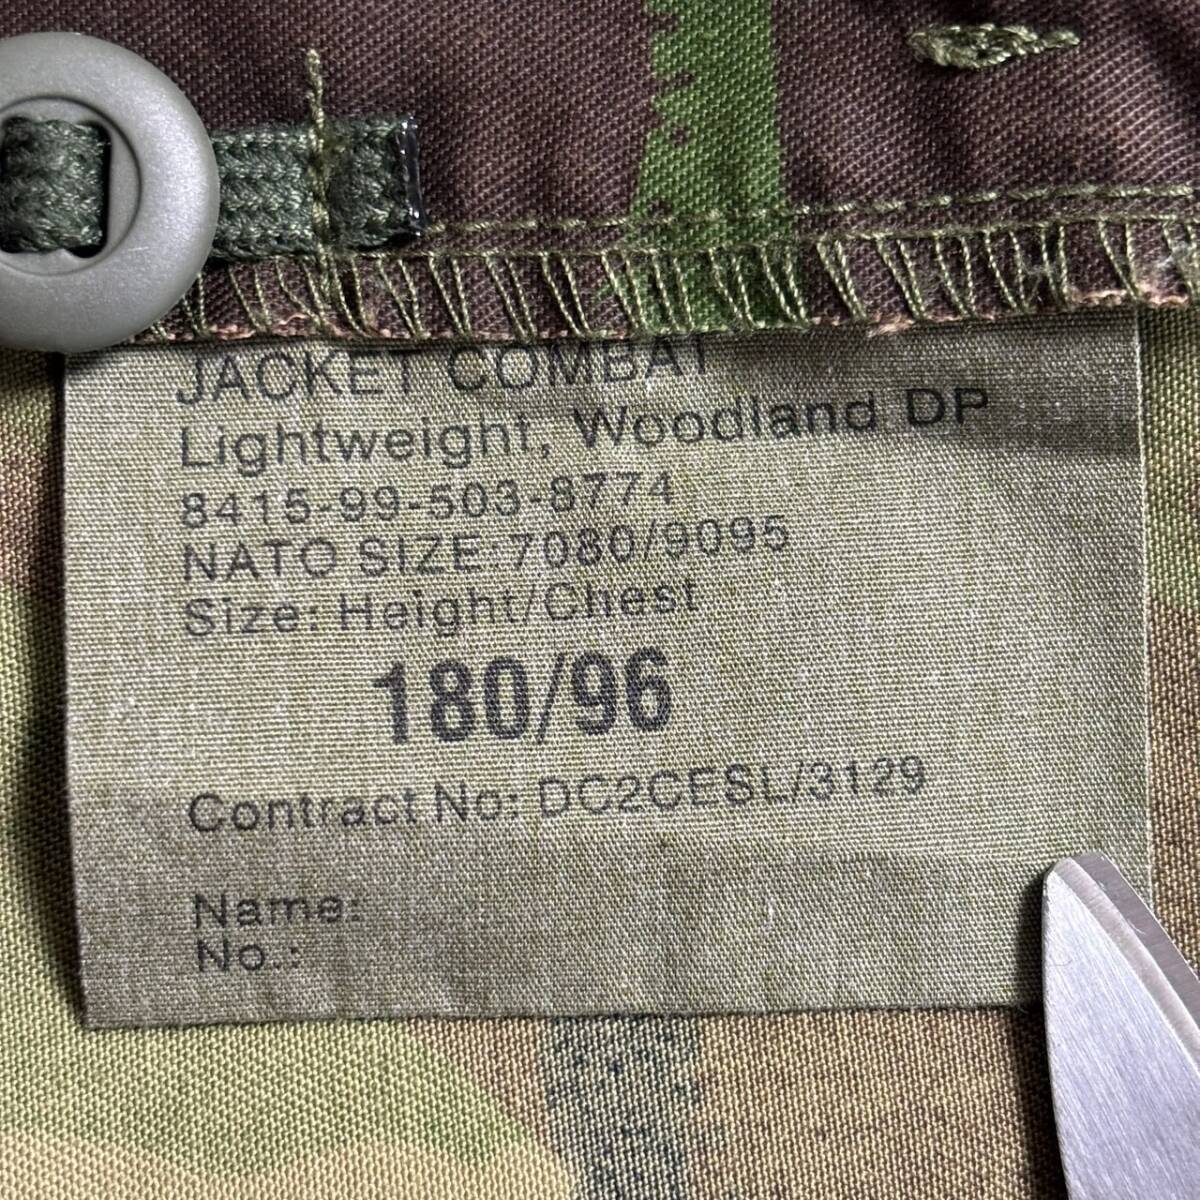 JACKET COMBAT
Lightweight, Woodland DP
8415-99-503-8774
NATO SIZE:7080/9095
Size: Height/Chest
180/96
Contract No: DC2CESL/3129
Name:
No.: